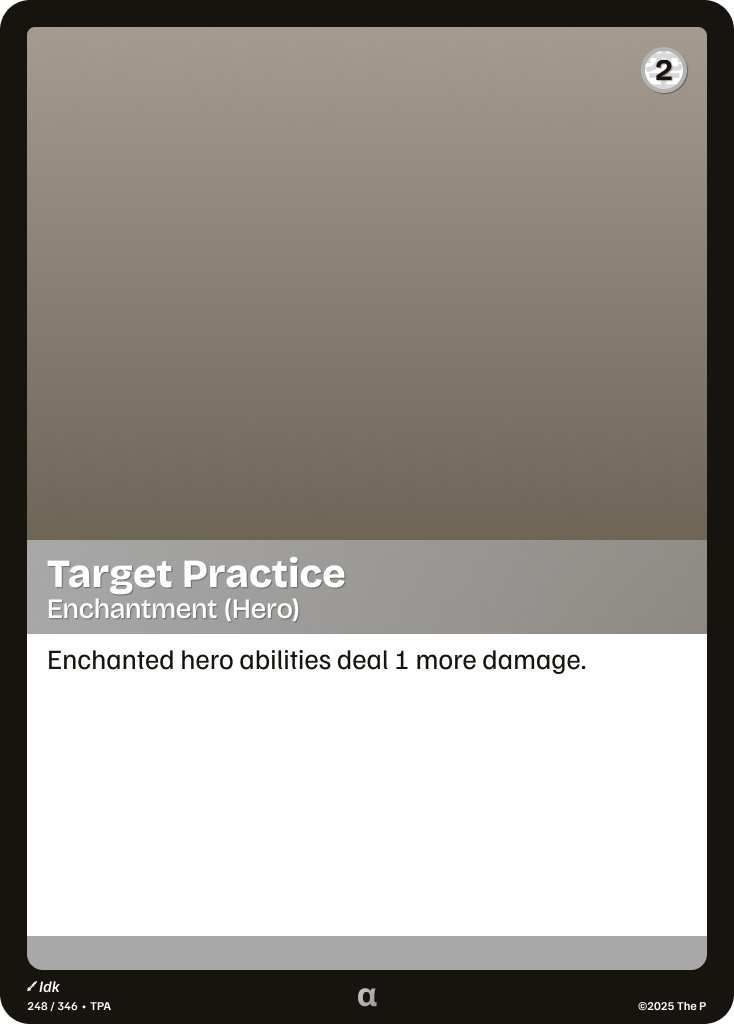 2
Target Practice
Enchantment (Hero)
Enchanted hero abilities deal 1 more damage.
Idk
248 / 346 • TPA
α
©2025 The P